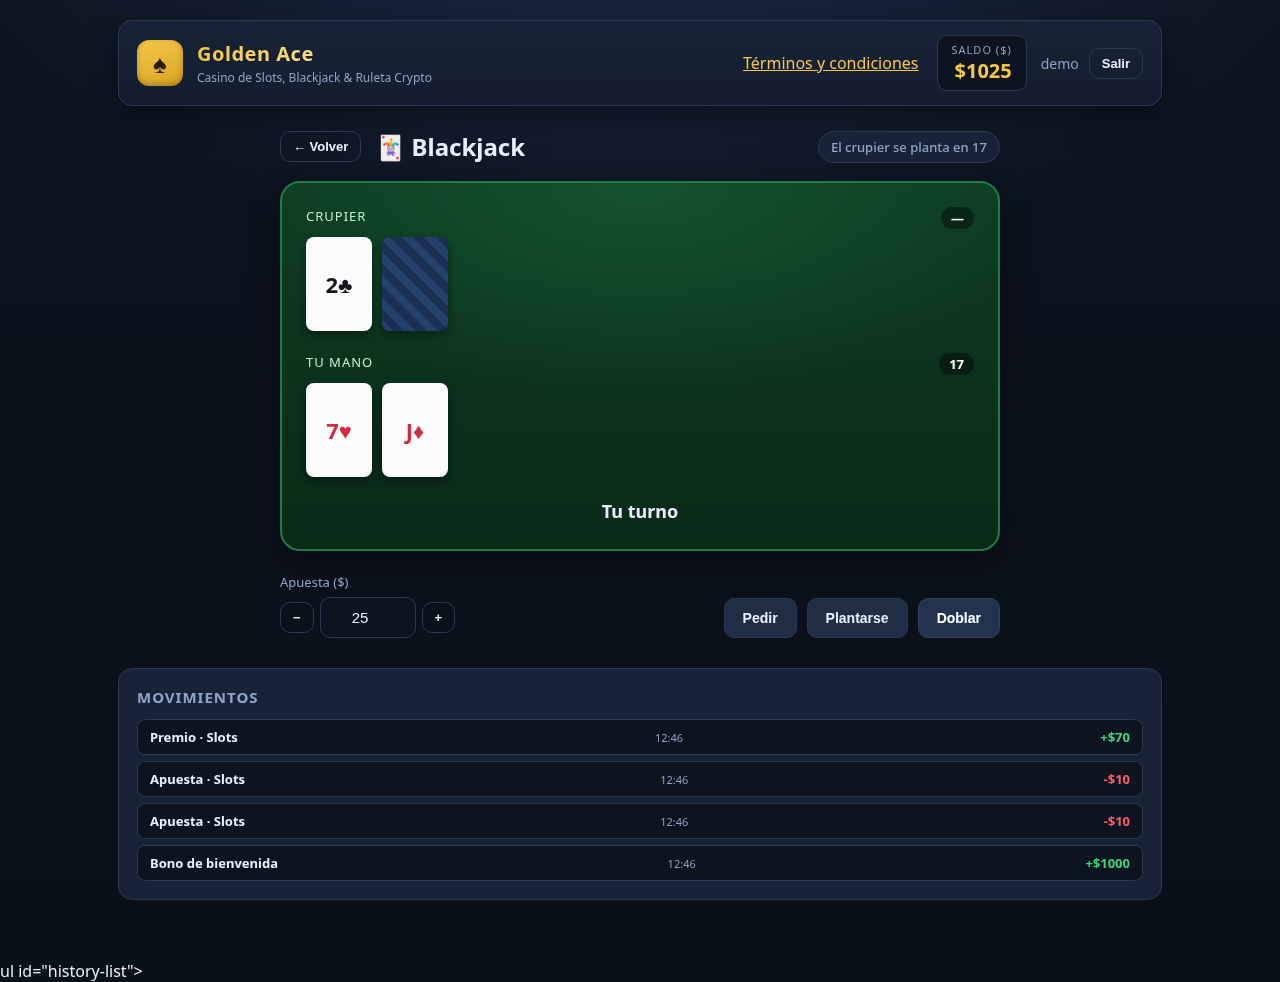 ♠
Golden Ace
Casino de Slots, Blackjack & Ruleta Crypto
Términos y condiciones
SALDO ($)
$1025
demo
Salir
← Volver
🃏 Blackjack
El crupier se planta en 17
CRUPIER
—
2♣
TU MANO
17
7♥
J♦
Tu turno
Apuesta ($)
−
25
+
Pedir
Plantarse
Doblar
MOVIMIENTOS
Premio · Slots 12:46 +$70
Apuesta · Slots 12:46 -$10
Apuesta · Slots 12:46 -$10
Bono de bienvenida 12:46 +$1000
ul id="history-list">